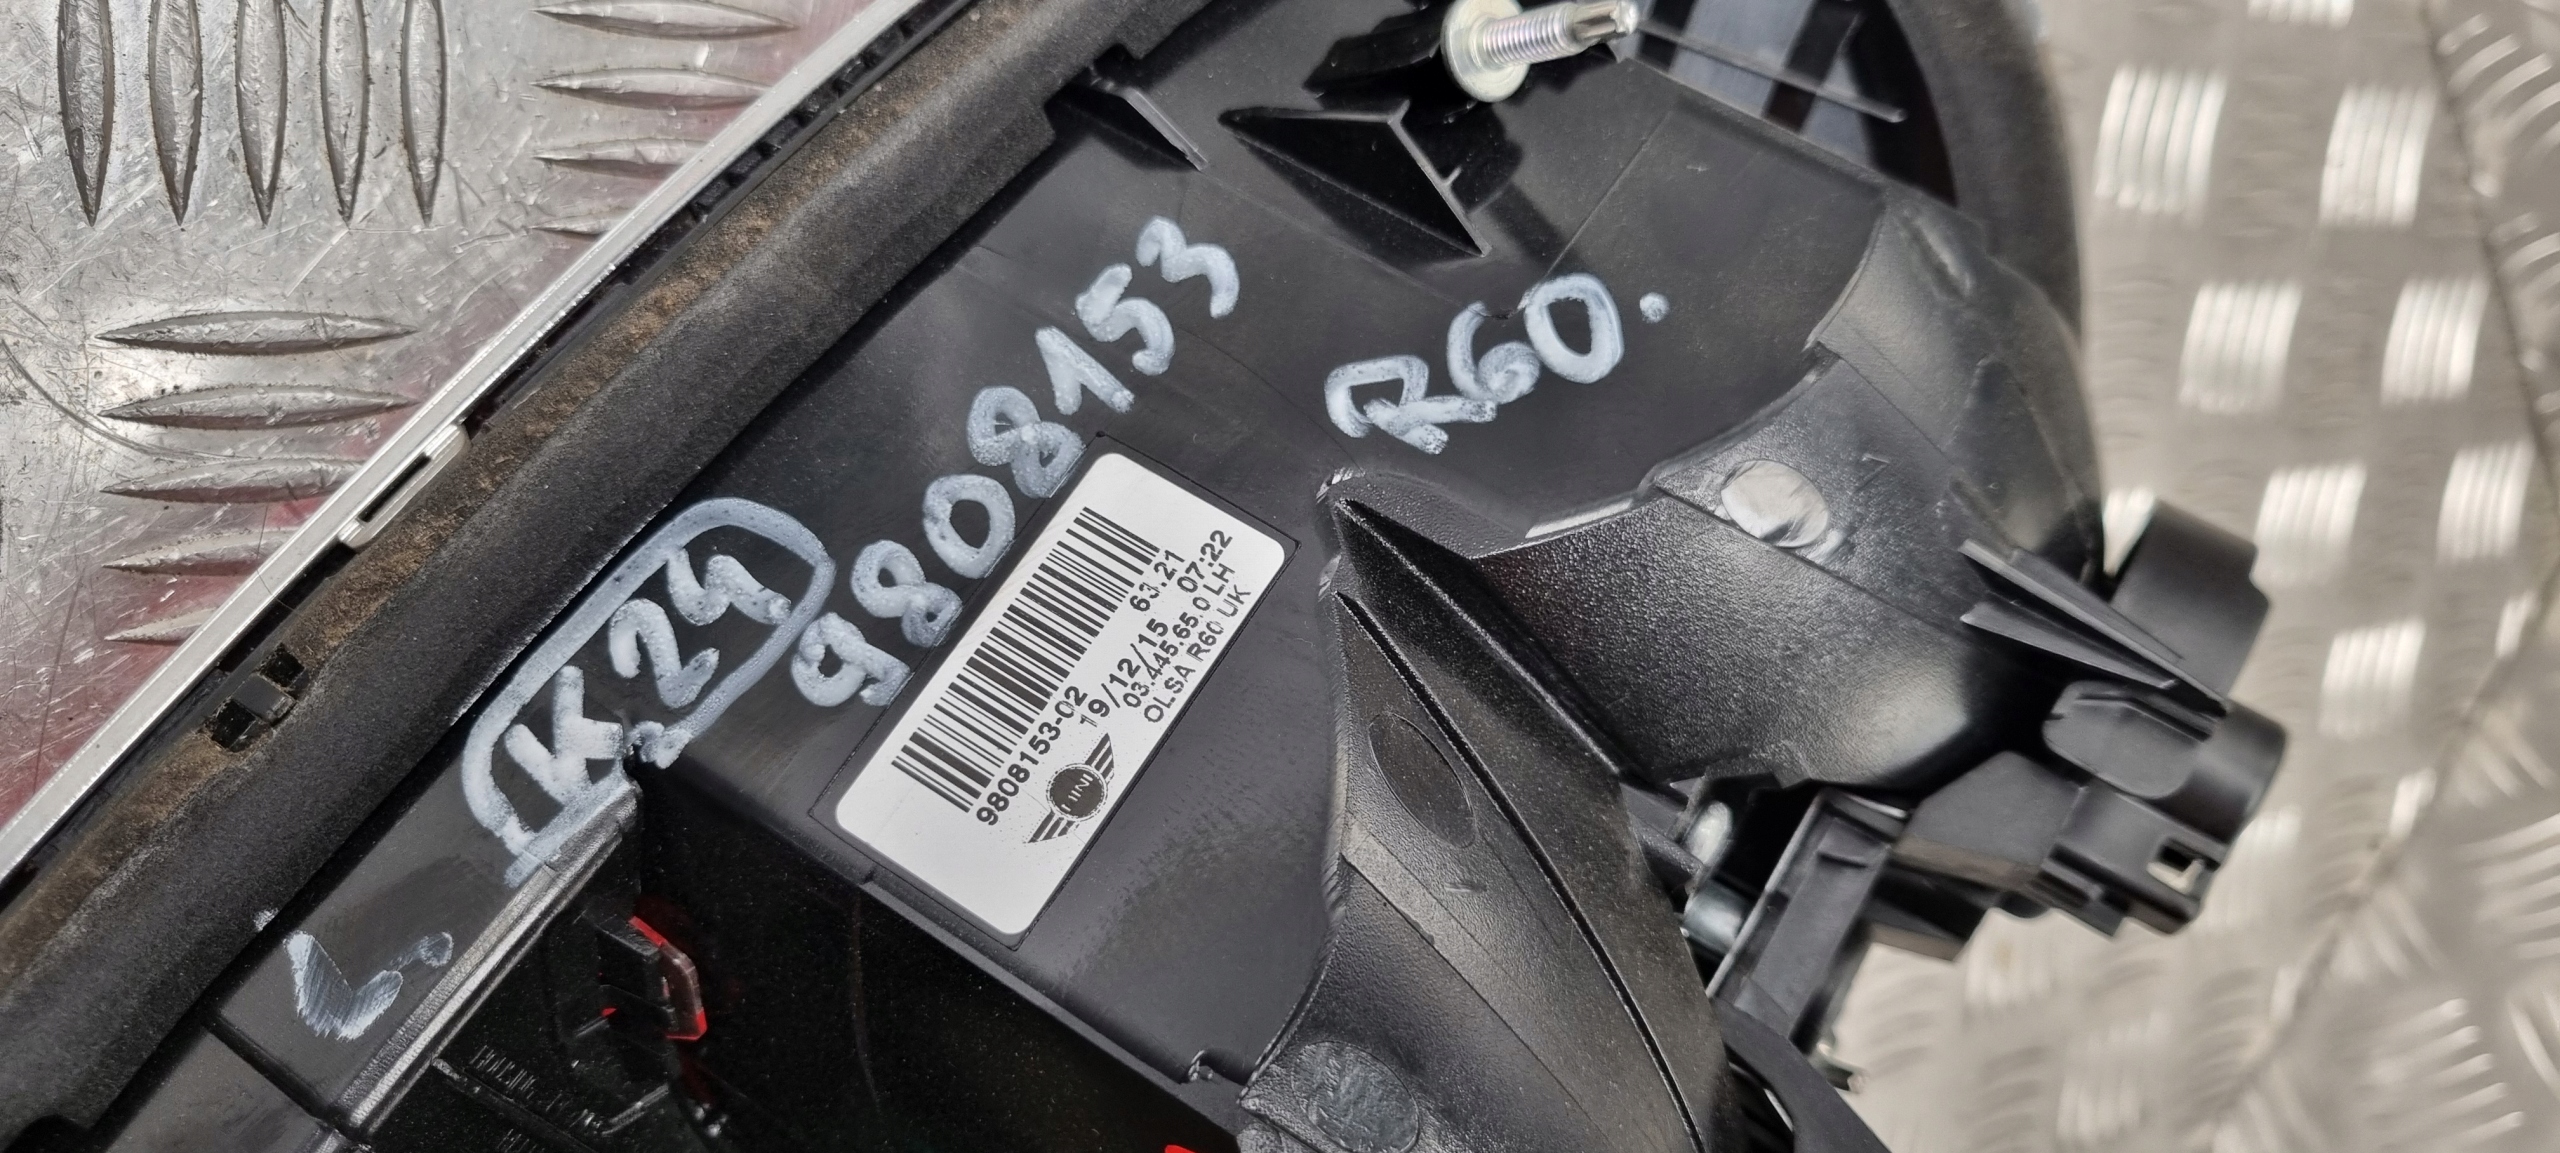 9808153
R60.
K24
9808153-02
63.21
19/12/15 07:22
03.445.65.0 LH
OLSA R60 UK
MINI
L.